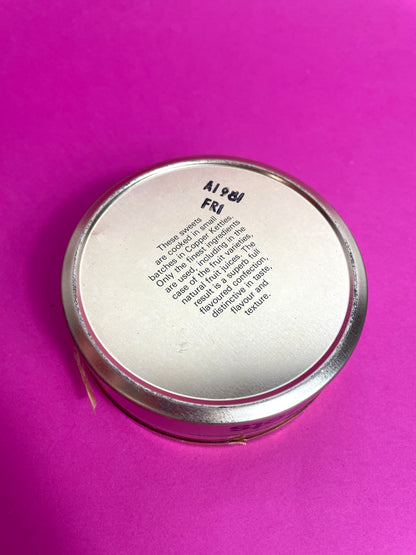 A1981
FRI
These sweets
are cooked in small
batches in Copper Kettles.
Only the finest ingredients
are used, including in the
case of the fruit varieties,
natural fruit juices. The
result is a superb full
flavoured confection,
distinctive in taste,
flavour and
texture.